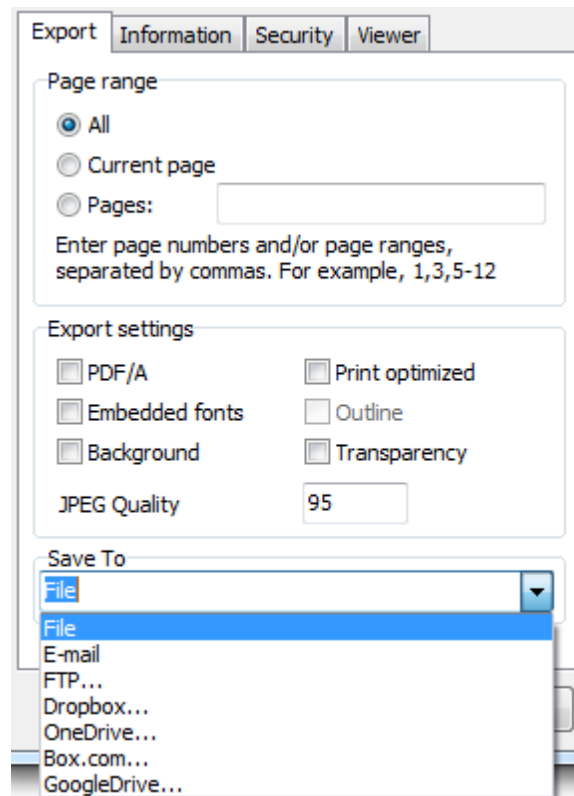 Export Information Security Viewer
Page range
All
Current page
Pages:
Enter page numbers and/or page ranges,
separated by commas. For example, 1,3,5-12
Export settings
PDF/A Print optimized
Embedded fonts Outline
Background Transparency
JPEG Quality 95
Save To
File
File
E-mail
FTP...
Dropbox...
OneDrive...
Box.com...
GoogleDrive...